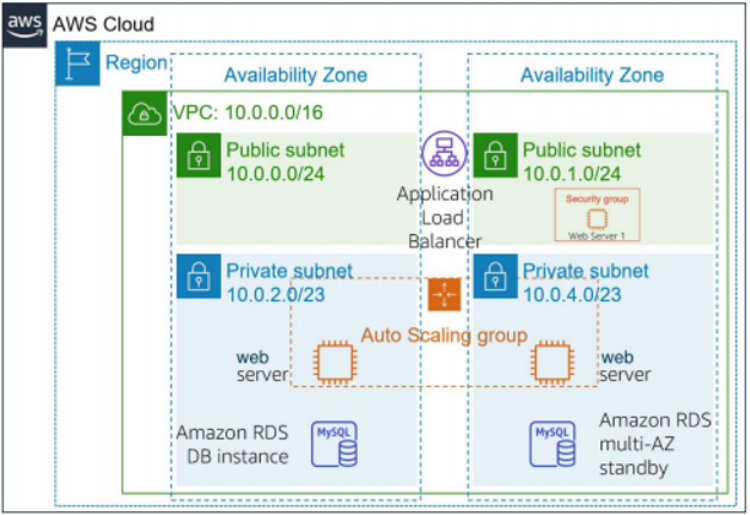 aws
AWS Cloud
Region
Availability Zone
Availability Zone
VPC: 10.0.0.0/16
Public subnet
10.0.0.0/24
Application
Load
Balancer
Public subnet
10.0.1.0/24
Security group
Web Server 1
Private subnet
10.0.2.0/23
Private subnet
10.0.4.0/23
Auto Scaling group
web
server
web
server
Amazon RDS
DB instance
MySQL
MySQL
Amazon RDS
multi-AZ
standby